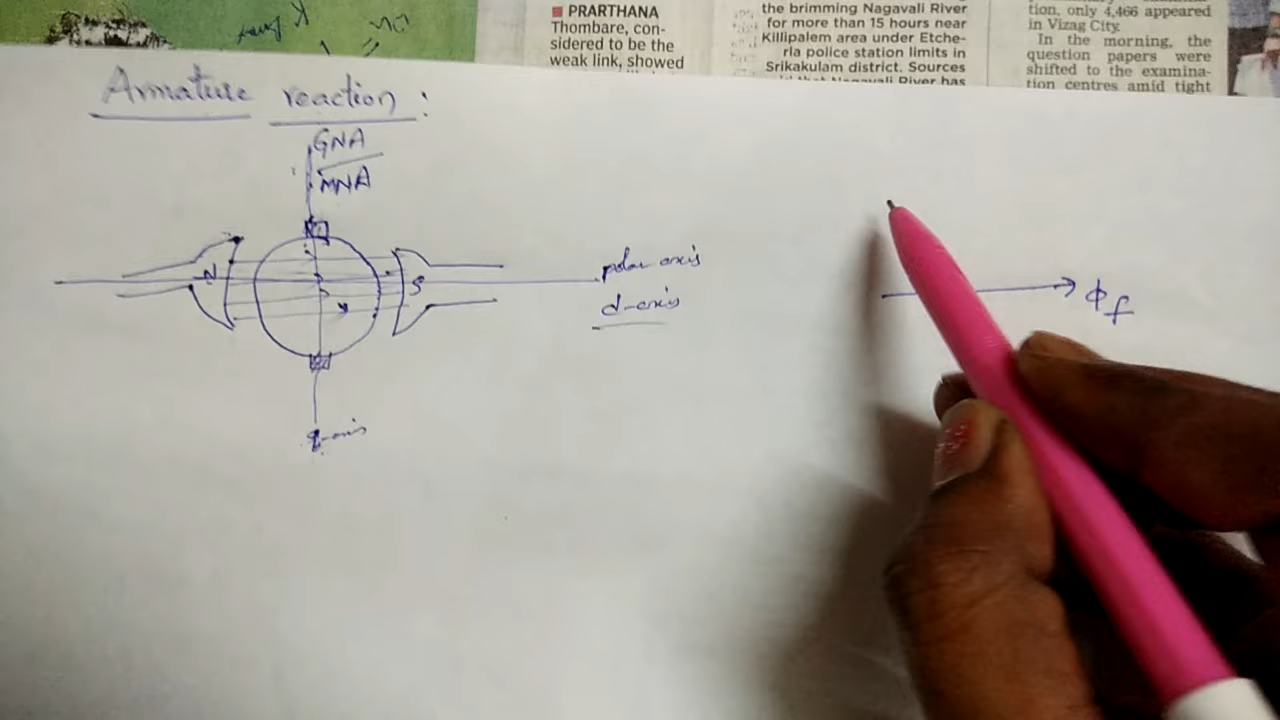 PRARTHANA
Thombare, con-
sidered to be the
weak link, showed
the brimming Nagavali River
for more than 15 hours near
Killipalem area under Etche-
rla police station limits in
Srikakulam district. Sources
Nagavali River has
tion, only 4,466 appeared
in Vizag City.
In the morning, the
question papers were
shifted to the examina-
tion centres amid tight
Armature reaction :
GNA
MNA
N
S
polar axis
d-axis
q-axis
ϕf